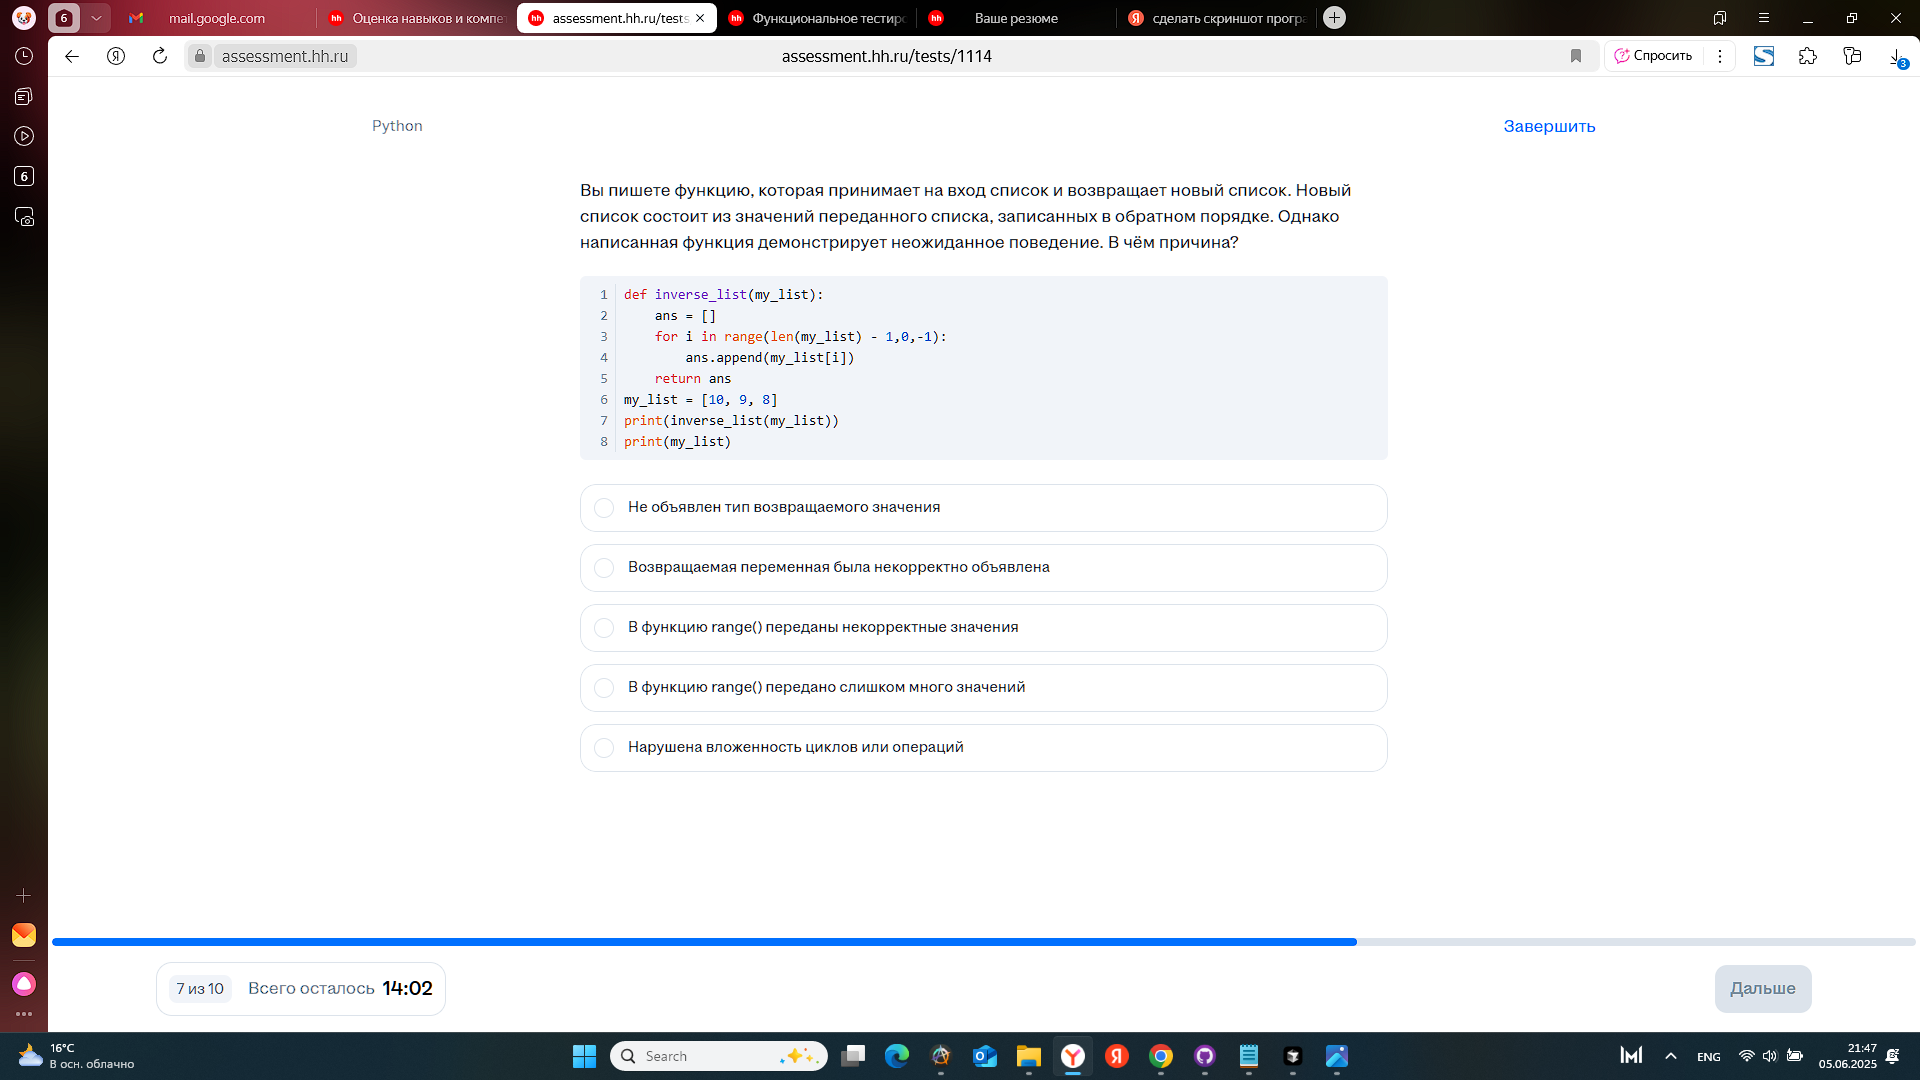 6
mail.google.com
Оценка навыков и компе
assessment.hh.ru/tests
Функциональное тестиро
Ваше резюме
сделать скриншот програ
assessment.hh.ru
assessment.hh.ru/tests/1114
Спросить
3
6
Python
Завершить
Вы пишете функцию, которая принимает на вход список и возвращает новый список. Новый
список состоит из значений переданного списка, записанных в обратном порядке. Однако
написанная функция демонстрирует неожиданное поведение. В чём причина?
1 def inverse_list(my_list):
2 ans = []
3 for i in range(len(my_list) - 1,0,-1):
4 ans.append(my_list[i])
5 return ans
6 my_list = [10, 9, 8]
7 print(inverse_list(my_list))
8 print(my_list)
Не объявлен тип возвращаемого значения
Возвращаемая переменная была некорректно объявлена
В функцию range() переданы некорректные значения
В функцию range() передано слишком много значений
Нарушена вложенность циклов или операций
7 из 10 Всего осталось 14:02
Дальше
16°C
В осн. облачно
Search
ENG
21:47
05.06.2025